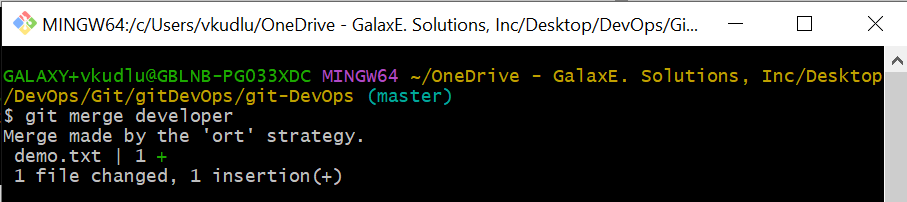 MINGW64:/c/Users/vkudlu/OneDrive - GalaxE. Solutions, Inc/Desktop/DevOps/Gi...
GALAXY+vkudlu@GBLNB-PG033XDC MINGW64 ~/OneDrive - GalaxE. Solutions, Inc/Desktop
/DevOps/Git/gitDevOps/git-DevOps (master)
$ git merge developer
Merge made by the 'ort' strategy.
 demo.txt | 1 +
 1 file changed, 1 insertion(+)